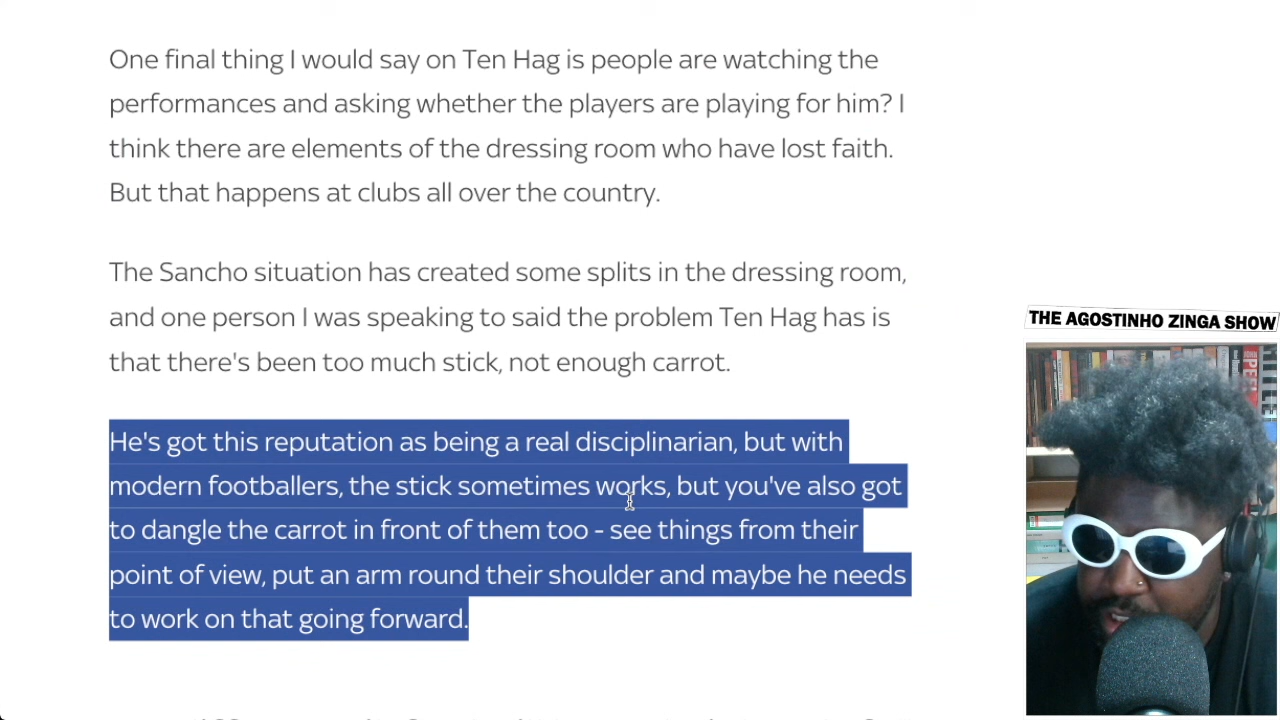 One final thing I would say on Ten Hag is people are watching the
performances and asking whether the players are playing for him? I
think there are elements of the dressing room who have lost faith.
But that happens at clubs all over the country.
The Sancho situation has created some splits in the dressing room,
and one person I was speaking to said the problem Ten Hag has is
that there's been too much stick, not enough carrot.
He's got this reputation as being a real disciplinarian, but with
modern footballers, the stick sometimes works, but you've also got
to dangle the carrot in front of them too - see things from their
point of view, put an arm round their shoulder and maybe he needs
to work on that going forward.
THE AGOSTINHO ZINGA SHOW